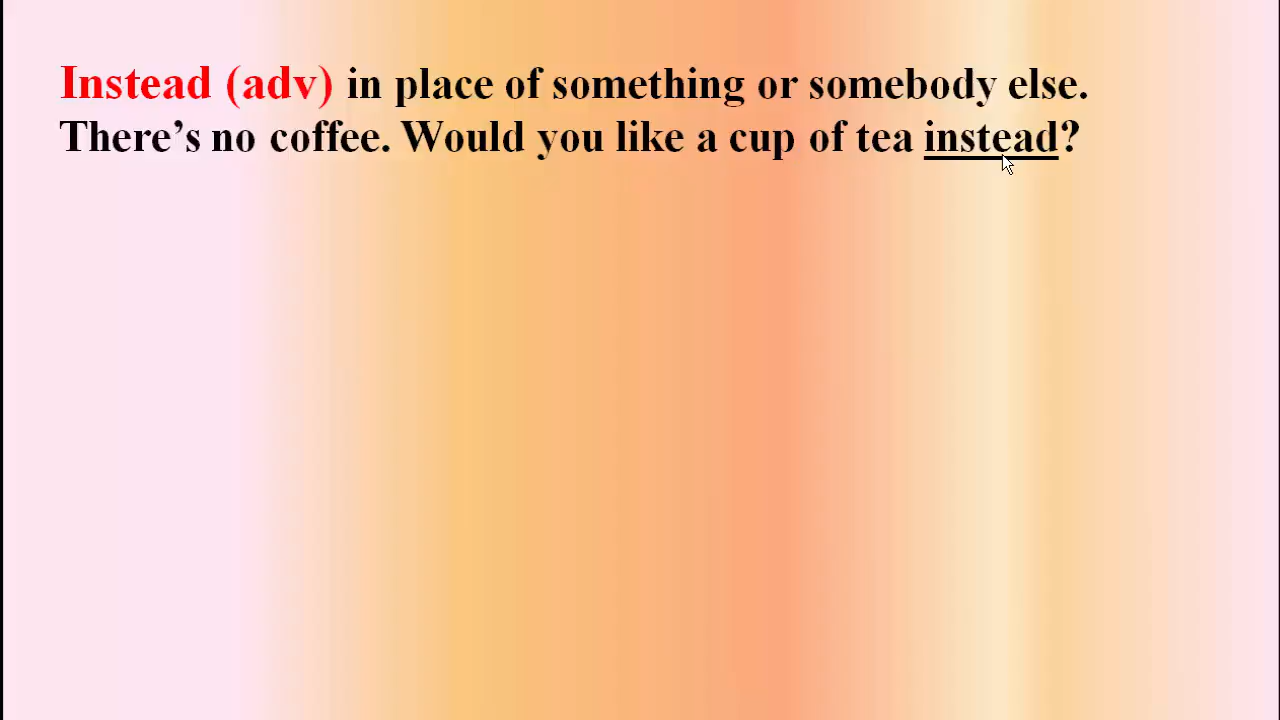 Instead (adv) in place of something or somebody else.
There’s no coffee. Would you like a cup of tea instead?